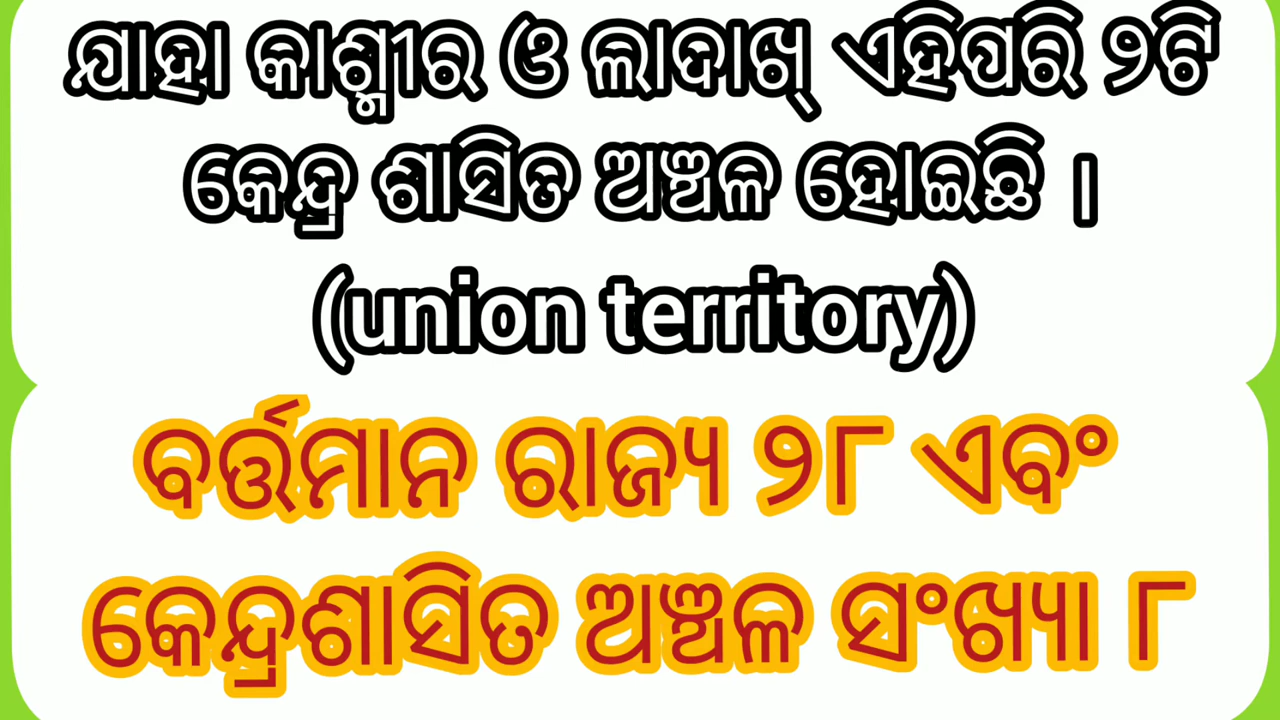 ଯାହା କାଶ୍ମୀର ଓ ଲାଦାଖ୍ ଏହିପରି ୨ଟି
କେନ୍ଦ୍ର ଶାସିତ ଅଞ୍ଚଳ ହୋଇଛି ।
(union territory)
ବର୍ତ୍ତମାନ ରାଜ୍ୟ ୨୮ ଏବଂ
କେନ୍ଦ୍ରଶାସିତ ଅଞ୍ଚଳ ସଂଖ୍ୟା ୮